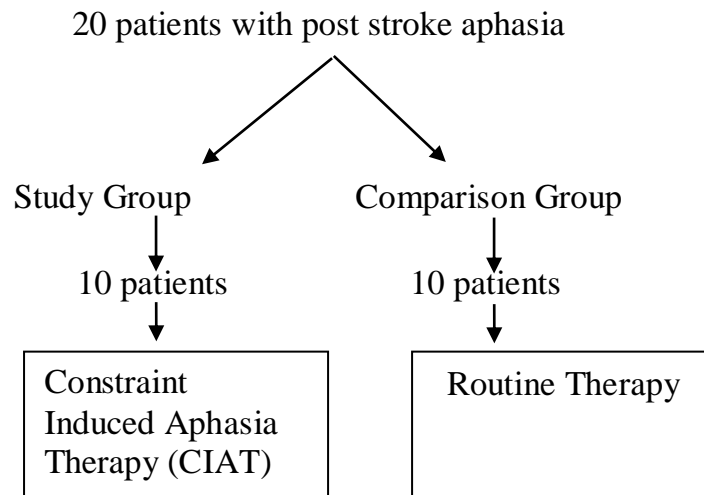 20 patients with post stroke aphasia
Study Group
Comparison Group
10 patients
10 patients
Constraint
Induced Aphasia
Therapy (CIAT)
Routine Therapy